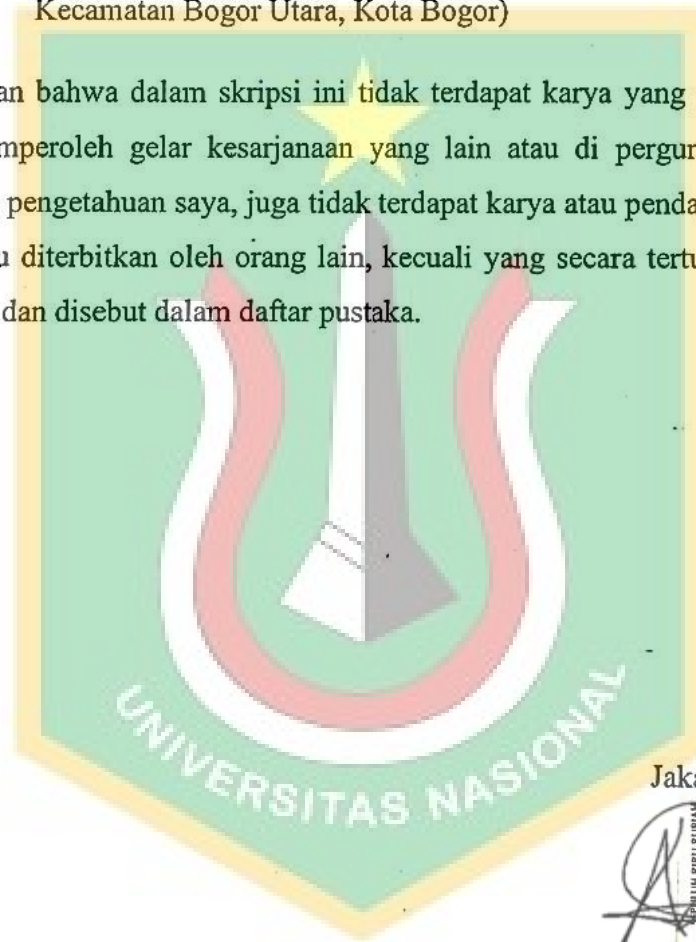 Kecamatan Bogor Utara, Kota Bogor)
an bahwa dalam skripsi ini tidak terdapat karya yang
mperoleh gelar kesarjanaan yang lain atau di pergur
pengetahuan saya, juga tidak terdapat karya atau penda
u diterbitkan oleh orang lain, kecuali yang secara tertu
dan disebut dalam daftar pustaka.
UNIVERSITAS NASIONAL
Jaka